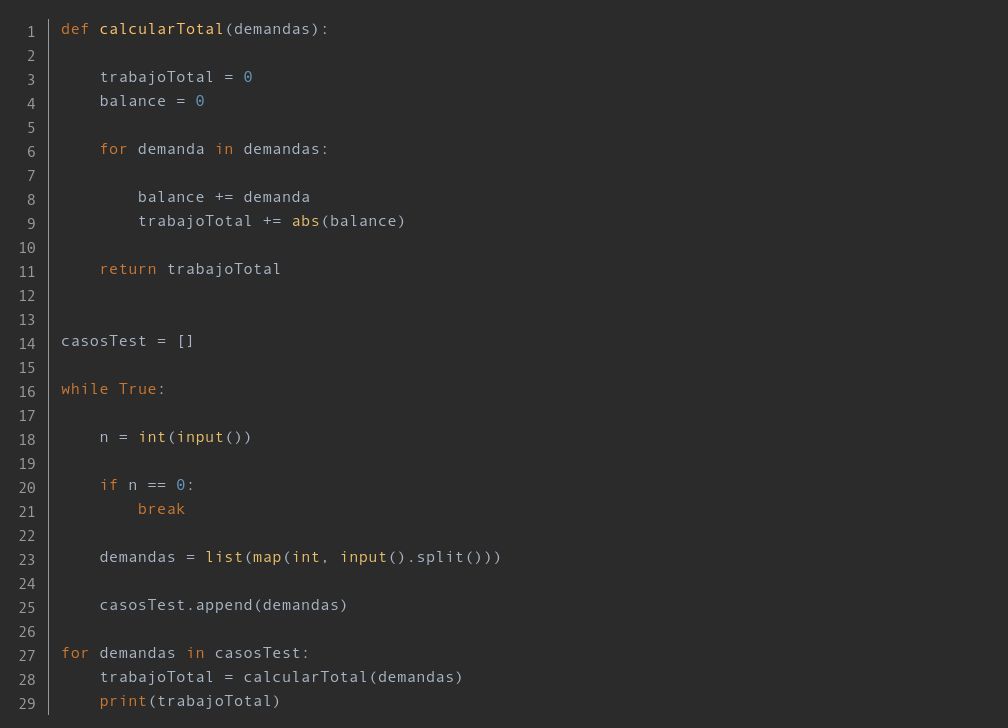 1 def calcularTotal(demandas):
2
3     trabajoTotal = 0
4     balance = 0
5
6     for demanda in demandas:
7
8         balance += demanda
9         trabajoTotal += abs(balance)
10
11     return trabajoTotal
12
13
14 casosTest = []
15
16 while True:
17
18     n = int(input())
19
20     if n == 0:
21         break
22
23     demandas = list(map(int, input().split()))
24
25     casosTest.append(demandas)
26
27 for demandas in casosTest:
28     trabajoTotal = calcularTotal(demandas)
29     print(trabajoTotal)